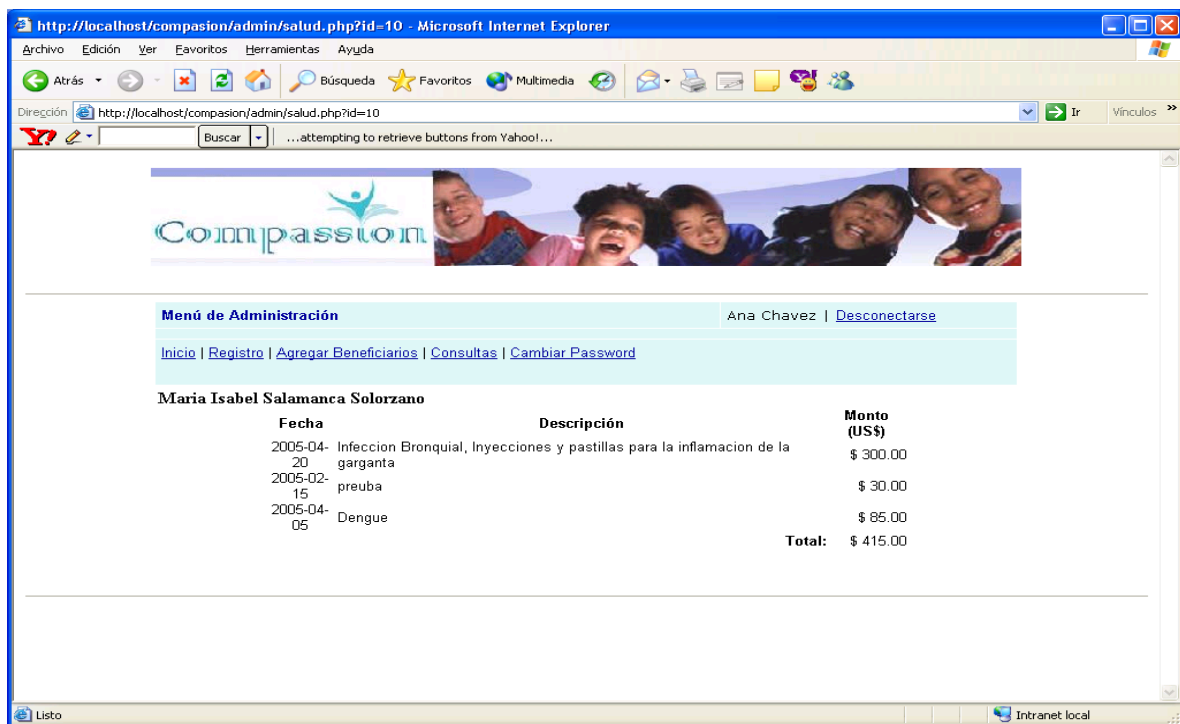 http://localhost/compasion/admin/salud.php?id=10 - Microsoft Internet Explorer
Archivo Edición Ver Favoritos Herramientas Ayuda
Atrás Búsqueda Favoritos Multimedia
Dirección http://localhost/compasion/admin/salud.php?id=10 Ir Vínculos »
Y! Buscar ...attempting to retrieve buttons from Yahoo!...
Compassion
Menú de Administración Ana Chavez | Desconectarse
Inicio | Registro | Agregar Beneficiarios | Consultas | Cambiar Password
Maria Isabel Salamanca Solorzano
Fecha Descripción Monto
(US$)
2005-04- Infeccion Bronquial, Inyecciones y pastillas para la inflamacion de la $ 300.00
20 garganta
2005-02- preuba $ 30.00
15
2005-04- Dengue $ 85.00
05
Total: $ 415.00
Listo Intranet local